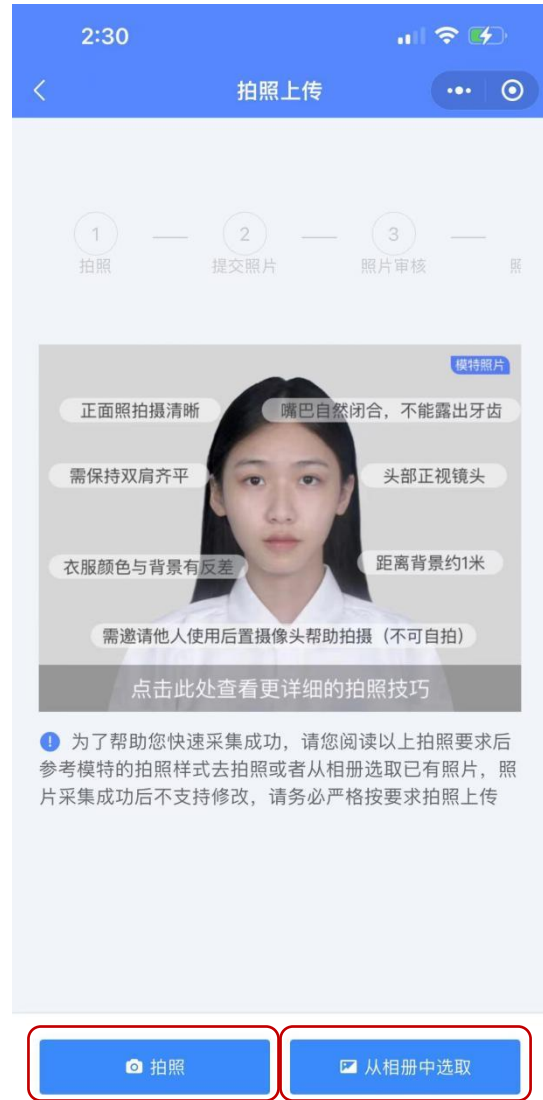 2:30
拍照上传
1
2
3
拍照
提交照片
照片审核
模特照片
正面照拍摄清晰
嘴巴自然闭合，不能露出牙齿
需保持双肩齐平
头部正视镜头
衣服颜色与背景有反差
距离背景约1米
需邀请他人使用后置摄像头帮助拍摄（不可自拍）
点击此处查看更详细的拍照技巧
为了帮助您快速采集成功，请您阅读以上拍照要求后
参考模特的拍照样式去拍照或者从相册选取已有照片，照
片采集成功后不支持修改，请务必严格按要求拍照上传
拍照
从相册中选取